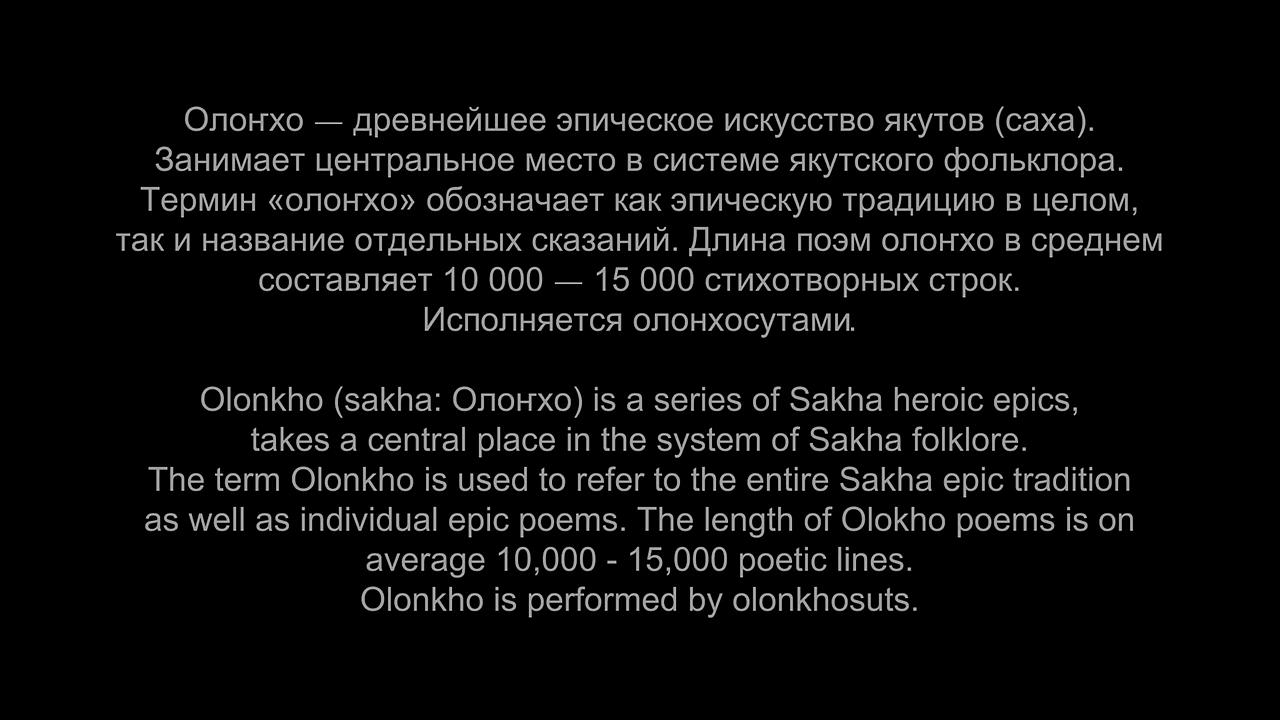 Олоҥхо — древнейшее эпическое искусство якутов (саха).
Занимает центральное место в системе якутского фольклора.
Термин «олоҥхо» обозначает как эпическую традицию в целом,
так и название отдельных сказаний. Длина поэм олоҥхо в среднем
составляет 10 000 — 15 000 стихотворных строк.
Исполняется олонхосутами.
Olonkho (sakha: Олоҥхо) is a series of Sakha heroic epics,
takes a central place in the system of Sakha folklore.
The term Olonkho is used to refer to the entire Sakha epic tradition
as well as individual epic poems. The length of Olokho poems is on
average 10,000 - 15,000 poetic lines.
Olonkho is performed by olonkhosuts.